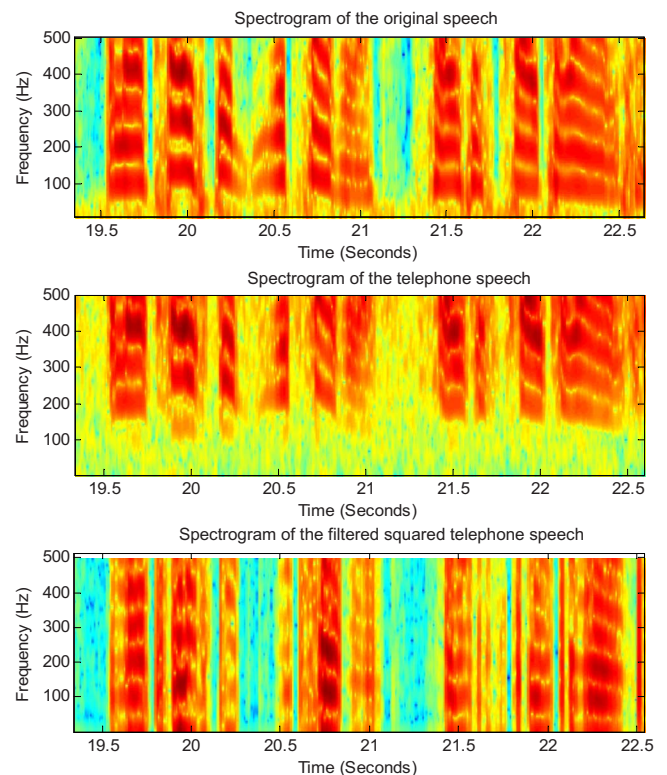 Spectrogram of the original speech
500
400
300
200
100
Frequency (Hz)
19.5 20 20.5 21 21.5 22 22.5
Time (Seconds)
Spectrogram of the telephone speech
500
400
300
200
100
Frequency (Hz)
19.5 20 20.5 21 21.5 22 22.5
Time (Seconds)
Spectrogram of the filtered squared telephone speech
500
400
300
200
100
Frequency (Hz)
19.5 20 20.5 21 21.5 22 22.5
Time (Seconds)